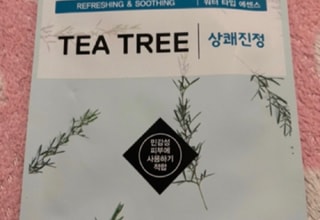 REFRESHING & SOOTHING
워터 타입 에센스
TEA TREE
상쾌진정
민감성
피부에
사용하기
적합